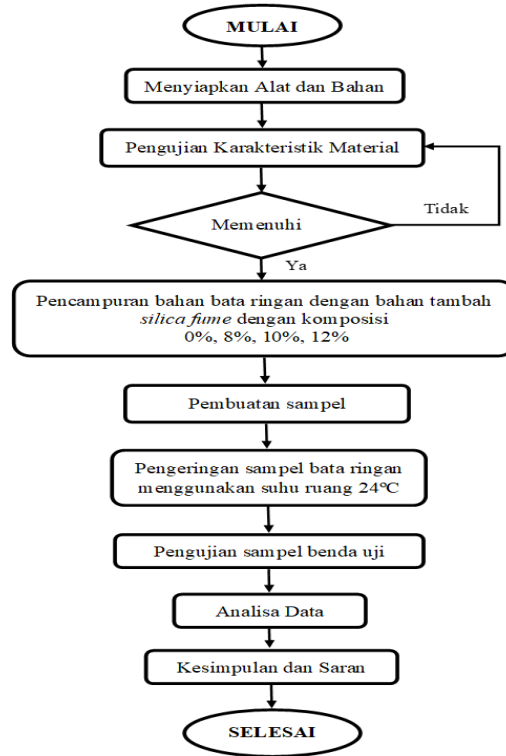 MULAI
Menyiapkan Alat dan Bahan
Pengujian Karakteristik Material
Memenuhi
Tidak
Ya
Pencampuran bahan bata ringan dengan bahan tambah
silica fume dengan komposisi
0%, 8%, 10%, 12%
Pembuatan sampel
Pengeringan sampel bata ringan
menggunakan suhu ruang 24ºC
Pengujian sampel benda uji
Analisa Data
Kesimpulan dan Saran
SELESAI